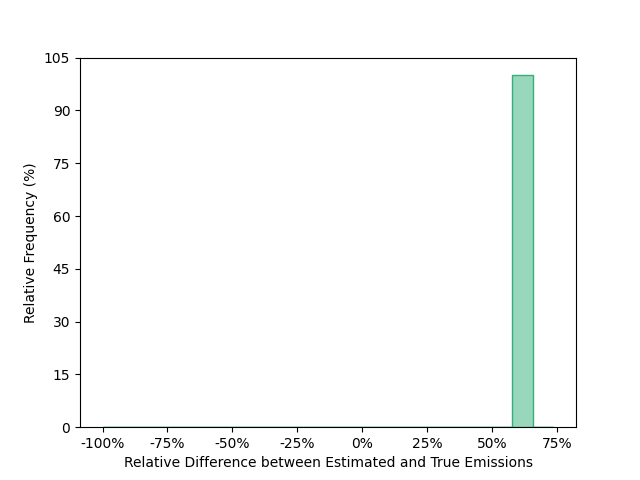 105
90
75
60
45
30
15
0
Relative Frequency (%)
-100% -75% -50% -25% 0% 25% 50% 75%
Relative Difference between Estimated and True Emissions